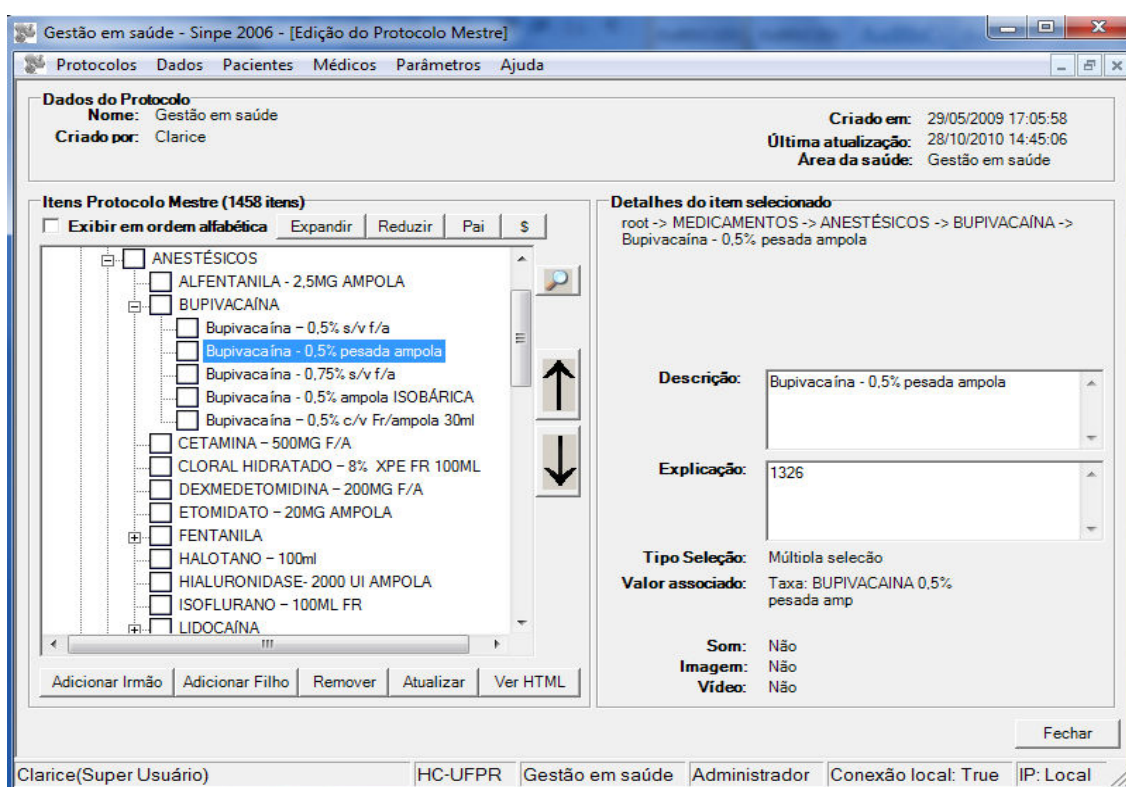 Gestão em saúde - Sinpe 2006 - [Edição do Protocolo Mestre]
Protocolos Dados Pacientes Médicos Parâmetros Ajuda
Dados do Protocolo
Nome: Gestão em saúde
Criado por: Clarice
Criado em: 29/05/2009 17:05:58
Última atualização: 28/10/2010 14:45:06
Área da saúde: Gestão em saúde
Itens Protocolo Mestre (1458 itens)
Exibir em ordem alfabética Expandir Reduzir Pai $
ANESTÉSICOS
ALFENTANILA - 2,5MG AMPOLA
BUPIVACAÍNA
Bupivacaína – 0,5% s/v f/a
Bupivacaína - 0,5% pesada ampola
Bupivacaína - 0,75% s/v f/a
Bupivacaína - 0,5% ampola ISOBÁRICA
Bupivacaína – 0,5% c/v Fr/ampola 30ml
CETAMINA – 500MG F/A
CLORAL HIDRATADO – 8% XPE FR 100ML
DEXMEDETOMIDINA – 200MG F/A
ETOMIDATO – 20MG AMPOLA
FENTANILA
HALOTANO – 100ml
HIALURONIDASE- 2000 UI AMPOLA
ISOFLURANO – 100ML FR
LIDOCAÍNA
Adicionar Irmão Adicionar Filho Remover Atualizar Ver HTML
Detalhes do item selecionado
root -> MEDICAMENTOS -> ANESTÉSICOS -> BUPIVACAÍNA ->
Bupivacaína - 0,5% pesada ampola
Descrição: Bupivacaína - 0,5% pesada ampola
Explicação: 1326
Tipo Seleção: Múltipla seleção
Valor associado: Taxa: BUPIVACAINA 0,5%
pesada amp
Som: Não
Imagem: Não
Vídeo: Não
Fechar
Clarice(Super Usuário) HC-UFPR Gestão em saúde Administrador Conexão local: True IP: Local